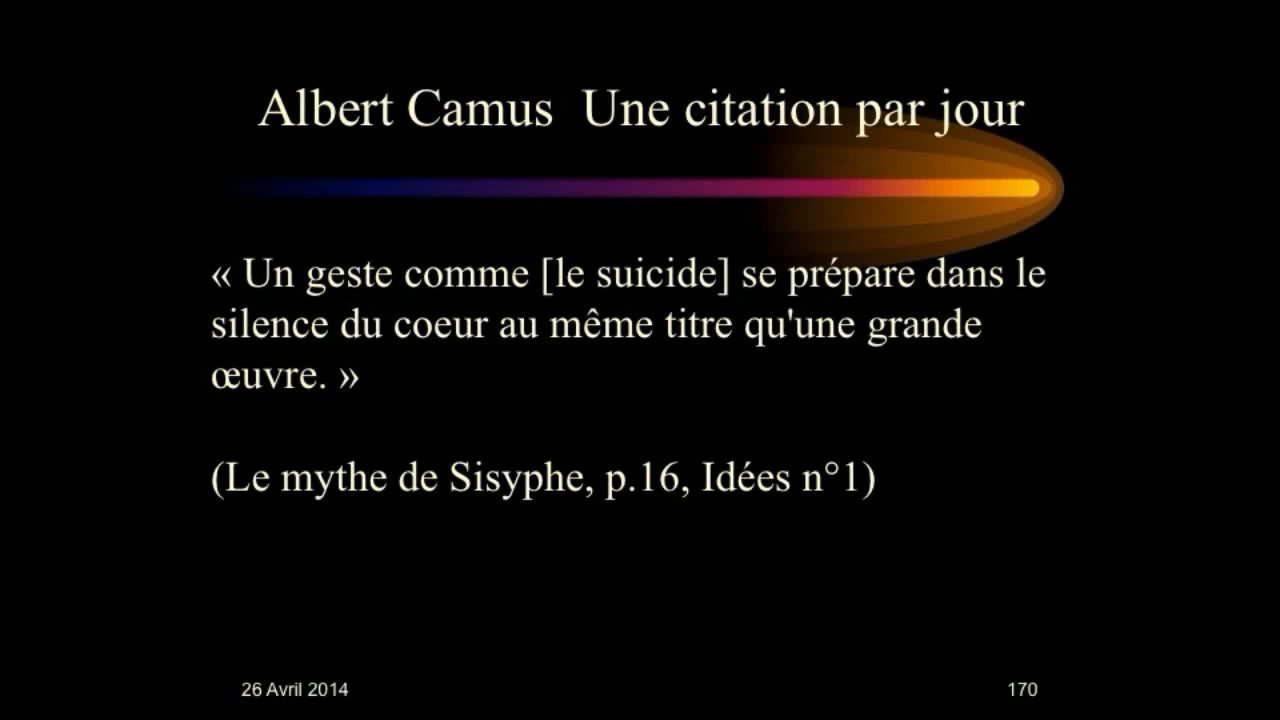 Albert Camus  Une citation par jour
« Un geste comme [le suicide] se prépare dans le
silence du coeur au même titre qu'une grande
œuvre. »
(Le mythe de Sisyphe, p.16, Idées n°1)
26 Avril 2014
170